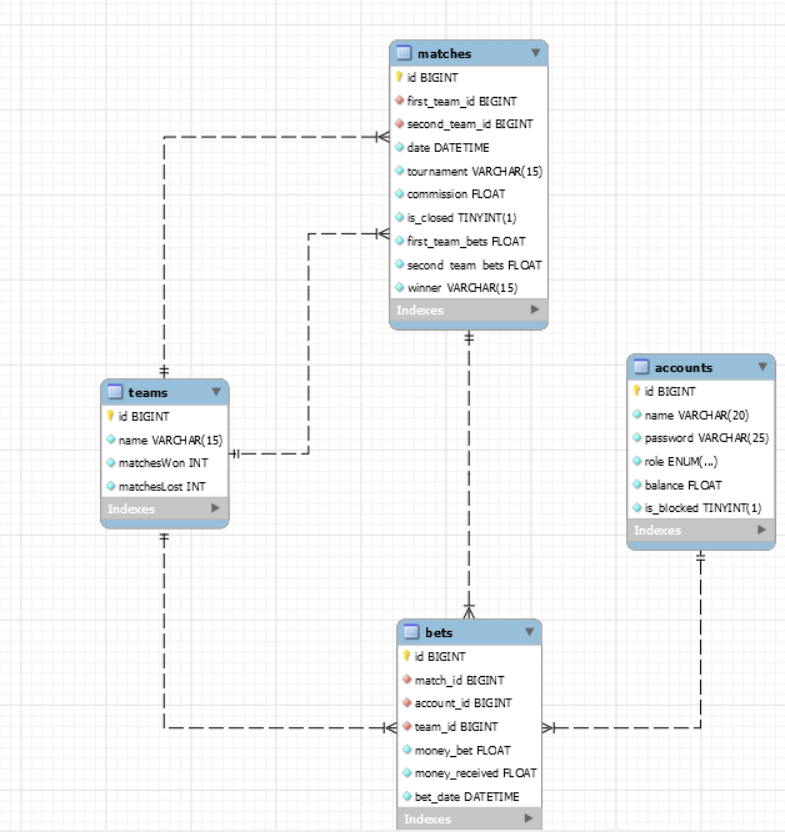 matches
id BIGINT
first_team_id BIGINT
second_team_id BIGINT
date DATETIME
tournament VARCHAR(15)
commission FLOAT
is_closed TINYINT(1)
first_team_bets FLOAT
second_team_bets FLOAT
winner VARCHAR(15)
Indexes
teams
id BIGINT
name VARCHAR(15)
matchesWon INT
matchesLost INT
Indexes
accounts
id BIGINT
name VARCHAR(20)
password VARCHAR(25)
role ENUM(...)
balance FLOAT
is_blocked TINYINT(1)
Indexes
bets
id BIGINT
match_id BIGINT
account_id BIGINT
team_id BIGINT
money_bet FLOAT
money_received FLOAT
bet_date DATETIME
Indexes